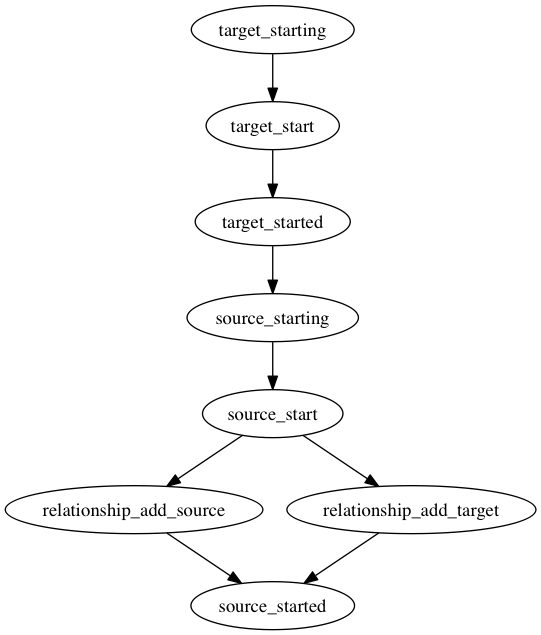 target_starting
target_start
target_started
source_starting
source_start
relationship_add_source
relationship_add_target
source_started